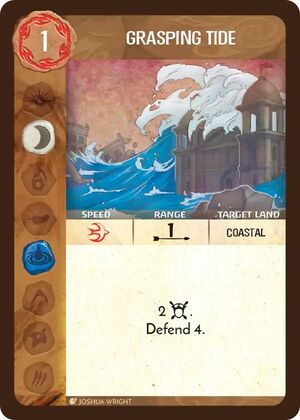 1
GRASPING TIDE
SPEED RANGE TARGET LAND
1 COASTAL
2 .
Defend 4.
JOSHUA WRIGHT